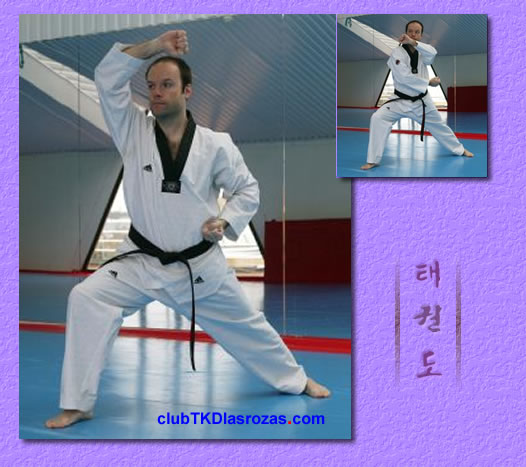 clubTKDlasrozas.com
태
권
도